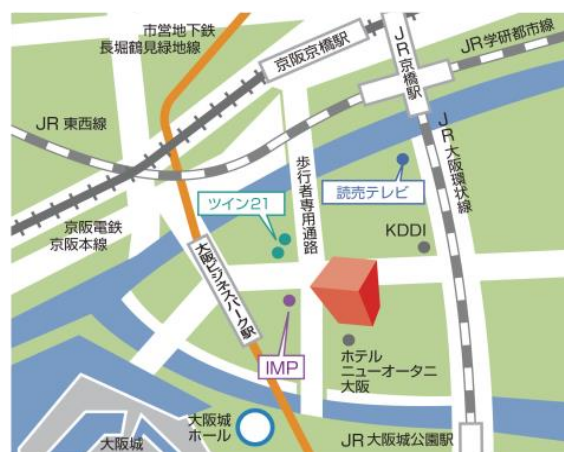 市営地下鉄
長堀鶴見緑地線
京阪京橋駅
JR京橋駅
JR学研都市線
JR東西線
JR大阪環状線
歩行者専用通路
読売テレビ
ツイン21
京阪電鉄
京阪本線
KDDI
大阪ビジネスパーク駅
IMP
ホテル
ニューオータニ
大阪
大阪城
ホール
大阪城
JR大阪城公園駅